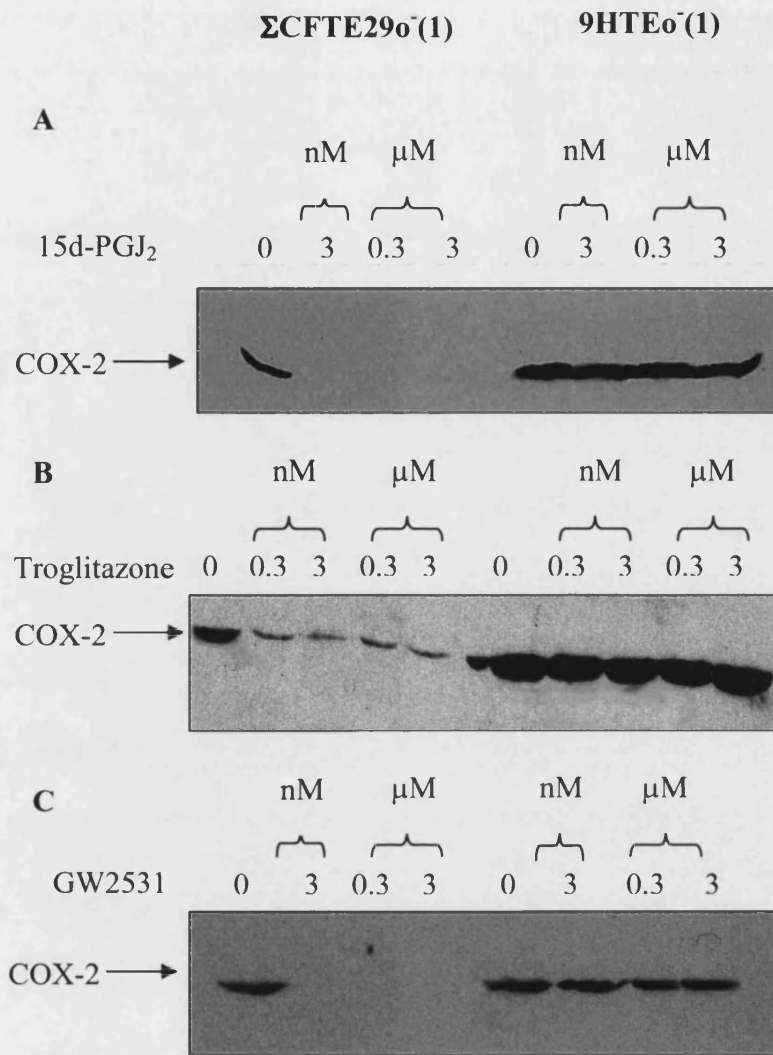 ΣCFTE29o⁻(1) 9HTEo⁻(1)
A
nM μM nM μM
15d-PGJ₂ 0 3 0.3 3 0 3 0.3 3
COX-2
B
nM μM nM μM
Troglitazone 0 0.3 3 0.3 3 0 0.3 3 0.3 3
COX-2
C
nM μM nM μM
GW2531 0 3 0.3 3 0 3 0.3 3
COX-2